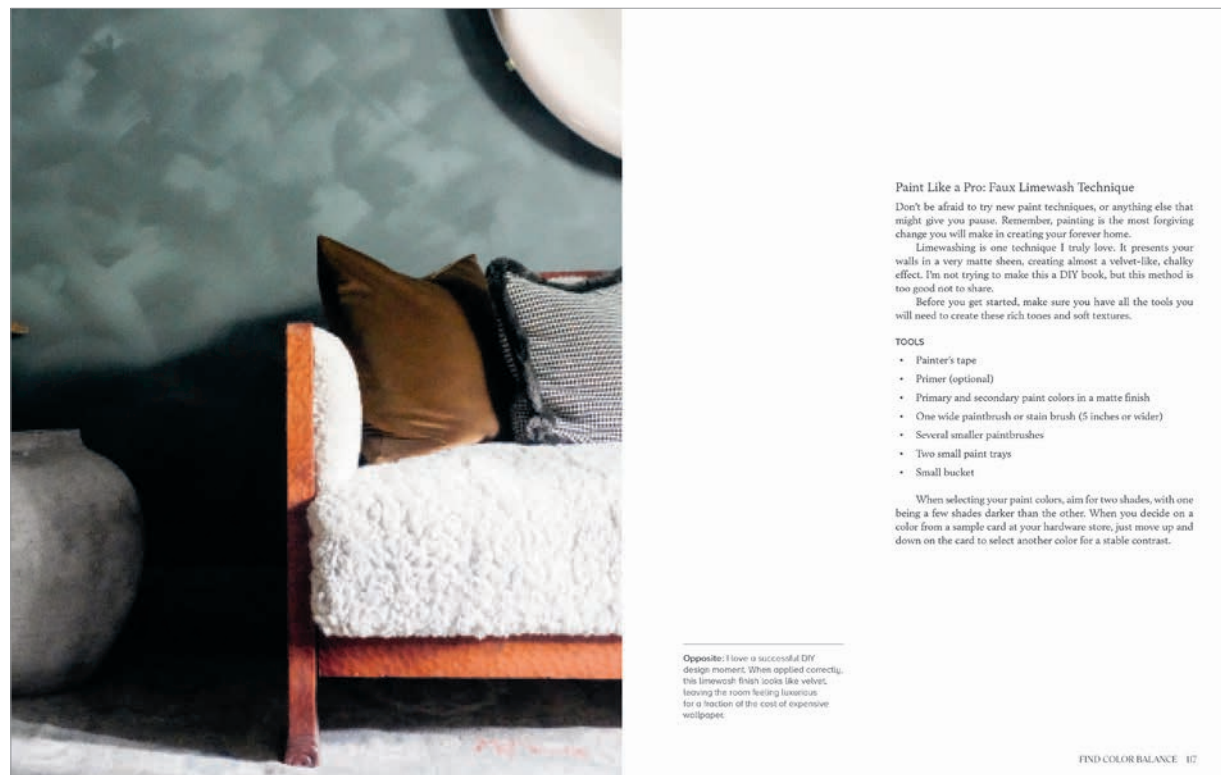 Paint Like a Pro: Faux Limewash Technique
Don't be afraid to try new paint techniques, or anything else that
might give you pause. Remember, painting is the most forgiving
change you will make in creating your forever home.
Limewashing is one technique I truly love. It presents your
walls in a very matte sheen, creating almost a velvet-like, chalky
effect. I'm not trying to make this a DIY book, but this method is
too good not to share.
Before you get started, make sure you have all the tools you
will need to create these rich tones and soft textures.
TOOLS
• Painter's tape
• Primer (optional)
• Primary and secondary paint colors in a matte finish
• One wide paintbrush or stain brush (5 inches or wider)
• Several smaller paintbrushes
• Two small paint trays
• Small bucket
When selecting your paint colors, aim for two shades, with one
being a few shades darker than the other. When you decide on a
color from a sample card at your hardware store, just move up and
down on the card to select another color for a stable contrast.
Opposite: I love a successful DIY
design moment. When applied correctly,
this limewash finish looks like velvet,
leaving the room feeling luxurious
for a fraction of the cost of expensive
wallpaper.
FIND COLOR BALANCE 117